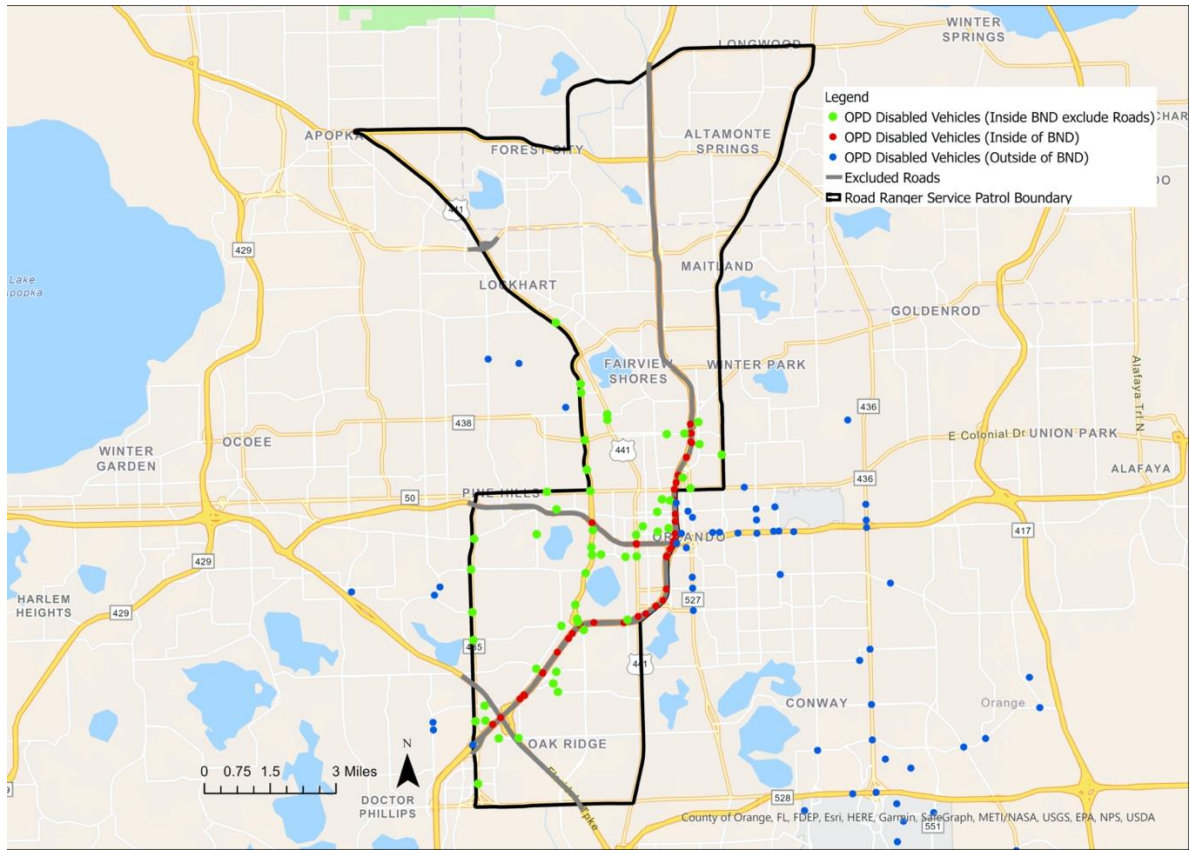 WINTER
SPRINGS
LONGWOOD
Legend
OPD Disabled Vehicles (Inside BND exclude Roads)
OPD Disabled Vehicles (Inside of BND)
OPD Disabled Vehicles (Outside of BND)
Excluded Roads
Road Ranger Service Patrol Boundary
CHAR
DO
APOPKA
FOREST CITY
ALTAMONTE
SPRINGS
441
429
Lake
Apopka
LOCKHART
MAITLAND
GOLDENROD
FAIRVIEW
SHORES
WINTER PARK
Alafaya Trl N
436
438
OCOEE
441
E Colonial Dr
UNION PARK
WINTER
GARDEN
ALAFAYA
436
50
PINE HILLS
ORLANDO
417
429
HARLEM
HEIGHTS
429
527
435
441
CONWAY
Orange
OAK RIDGE
N
0 0.75 1.5 3 Miles
DOCTOR
PHILLIPS
528
County of Orange, FL, FDEP, Esri, HERE, Garmin, SafeGraph, METI/NASA, USGS, EPA, NPS, USDA
551